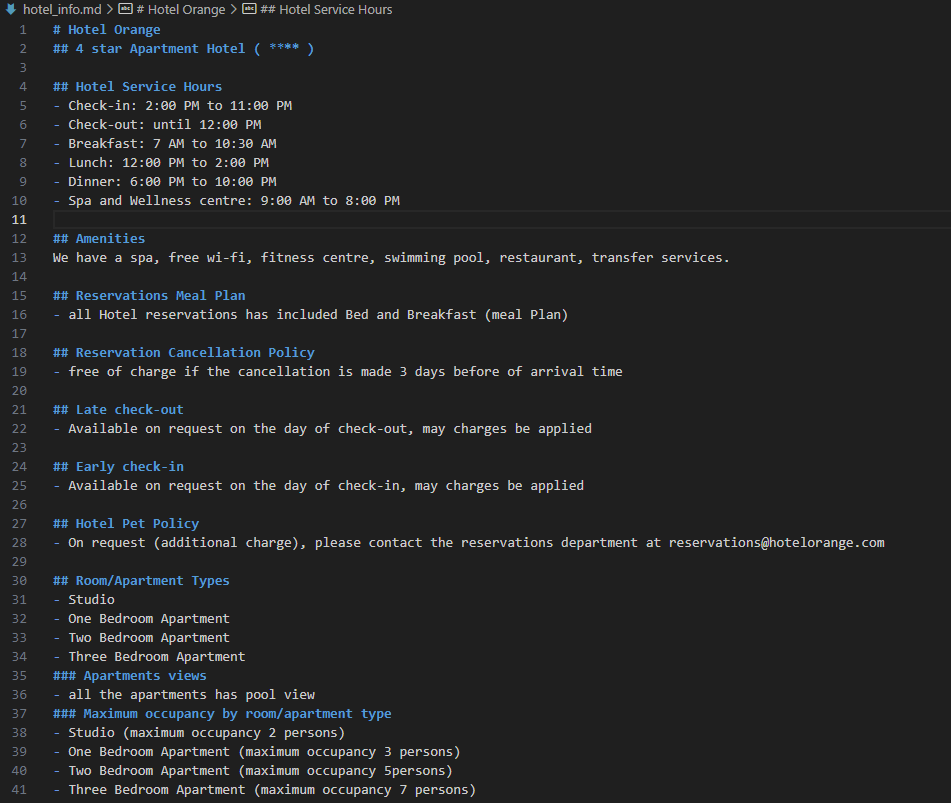 hotel_info.md > # Hotel Orange > ## Hotel Service Hours
1 # Hotel Orange
2 ## 4 star Apartment Hotel ( **** )
3
4 ## Hotel Service Hours
5 - Check-in: 2:00 PM to 11:00 PM
6 - Check-out: until 12:00 PM
7 - Breakfast: 7 AM to 10:30 AM
8 - Lunch: 12:00 PM to 2:00 PM
9 - Dinner: 6:00 PM to 10:00 PM
10 - Spa and Wellness centre: 9:00 AM to 8:00 PM
11
12 ## Amenities
13 We have a spa, free wi-fi, fitness centre, swimming pool, restaurant, transfer services.
14
15 ## Reservations Meal Plan
16 - all Hotel reservations has included Bed and Breakfast (meal Plan)
17
18 ## Reservation Cancellation Policy
19 - free of charge if the cancellation is made 3 days before of arrival time
20
21 ## Late check-out
22 - Available on request on the day of check-out, may charges be applied
23
24 ## Early check-in
25 - Available on request on the day of check-in, may charges be applied
26
27 ## Hotel Pet Policy
28 - On request (additional charge), please contact the reservations department at reservations@hotelorange.com
29
30 ## Room/Apartment Types
31 - Studio
32 - One Bedroom Apartment
33 - Two Bedroom Apartment
34 - Three Bedroom Apartment
35 ### Apartments views
36 - all the apartments has pool view
37 ### Maximum occupancy by room/apartment type
38 - Studio (maximum occupancy 2 persons)
39 - One Bedroom Apartment (maximum occupancy 3 persons)
40 - Two Bedroom Apartment (maximum occupancy 5persons)
41 - Three Bedroom Apartment (maximum occupancy 7 persons)